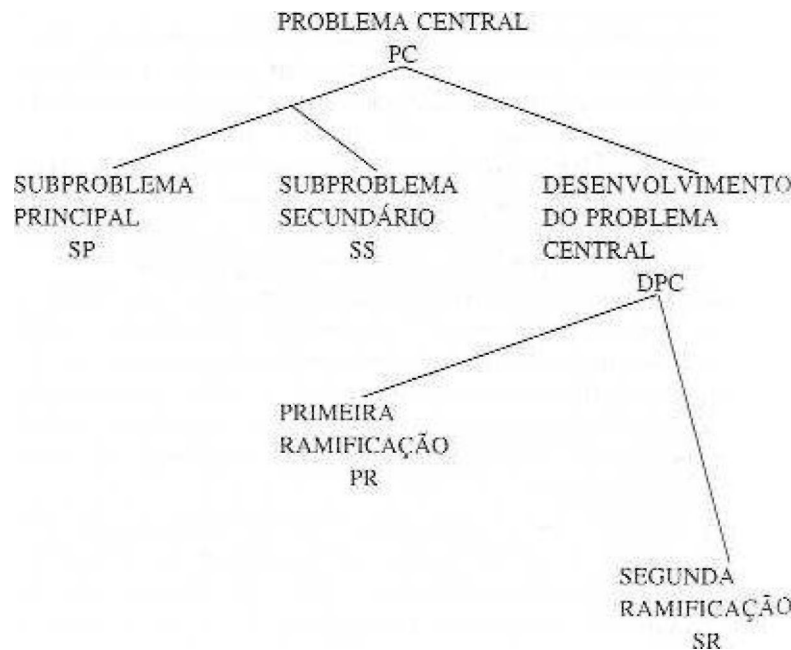 PROBLEMA CENTRAL
PC
SUBPROBLEMA
PRINCIPAL
SP
SUBPROBLEMA
SECUNDÁRIO
SS
DESENVOLVIMENTO
DO PROBLEMA
CENTRAL
DPC
PRIMEIRA
RAMIFICAÇÃO
PR
SEGUNDA
RAMIFICAÇÃO
SR